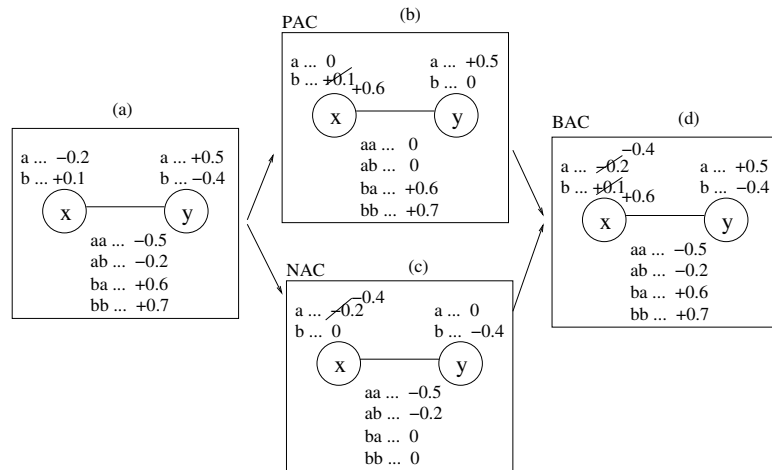 (a)
a ... −0.2
b ... +0.1
a ... +0.5
b ... −0.4
x
y
aa ... −0.5
ab ... −0.2
ba ... +0.6
bb ... +0.7
PAC
(b)
a ... 0
b ... +0.1
+0.6
a ... +0.5
b ... 0
x
y
aa ... 0
ab ... 0
ba ... +0.6
bb ... +0.7
NAC
(c)
−0.4
a ... −0.2
b ... 0
a ... 0
b ... −0.4
x
y
aa ... −0.5
ab ... −0.2
ba ... 0
bb ... 0
BAC
(d)
−0.4
a ... −0.2
b ... +0.1
+0.6
a ... +0.5
b ... −0.4
x
y
aa ... −0.5
ab ... −0.2
ba ... +0.6
bb ... +0.7